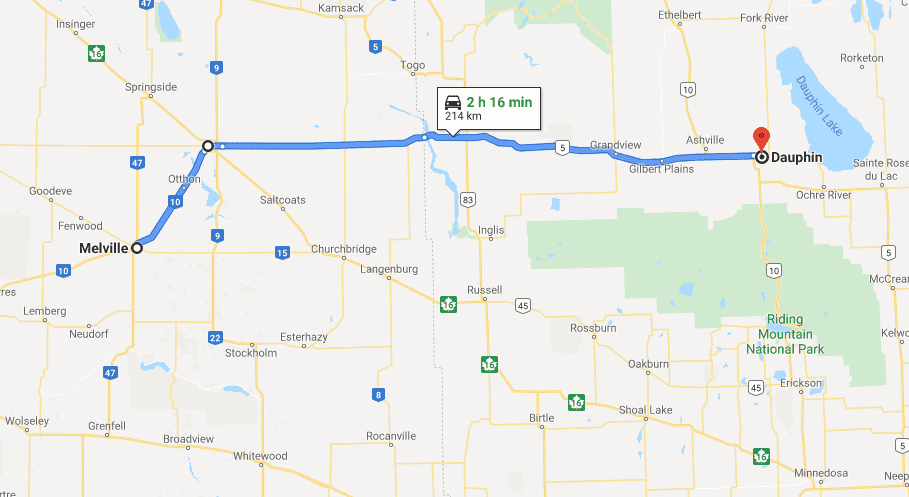 47
9
Kamsack
Ethelbert
Fork River
Insinger
16
5
Rorketon
Togo
9
Springside
2 h 16 min
214 km
10
Dauphin Lake
Ashville
5
Grandview
Dauphin
47
Gilbert Plains
Sainte Rose
du Lac
Otthon
Goodeve
10
Saltcoats
83
Ochre River
Fenwood
9
Inglis
Melville
15
Churchbridge
5
10
Langenburg
10
McCrea
rres
Russell
16
45
Lemberg
Riding
Mountain
National Park
Neudorf
22
Esterhazy
Rossburn
Kelwo
Stockholm
47
16
Oakburn
8
45
Erickson
16
Wolseley
Grenfell
Birtle
Shoal Lake
Broadview
Rocanville
5
Whitewood
16
Minnedosa
Neep